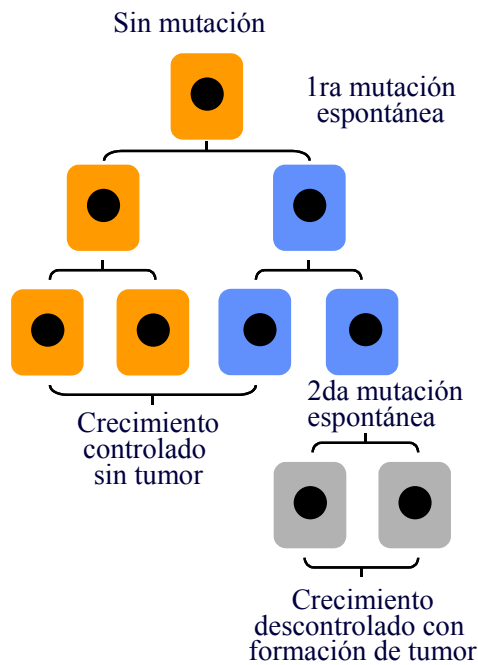 Sin mutación
1ra mutación
espontánea
2da mutación
espontánea
Crecimiento
controlado
sin tumor
Crecimiento
descontrolado con
formación de tumor